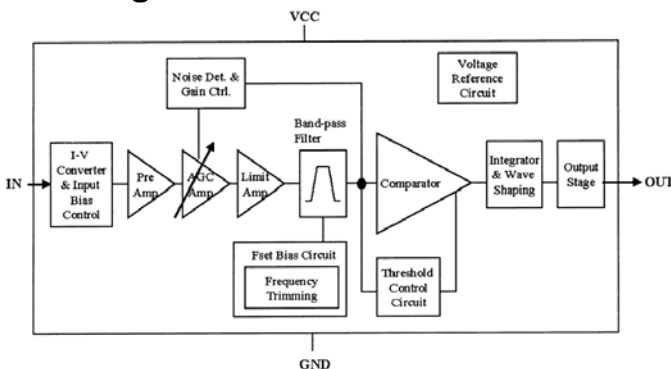 VCC
Noise Det. &
Gain Ctrl.
Voltage
Reference
Circuit
Band-pass
Filter
IN
I-V
Converter
& Input
Bias
Control
Pre
Amp
AGC
Amp
Limit
Amp
Comparator
Integrator
& Wave
Shaping
Output
Stage
OUT
Fset Bias Circuit
Frequency
Trimming
Threshold
Control
Circuit
GND